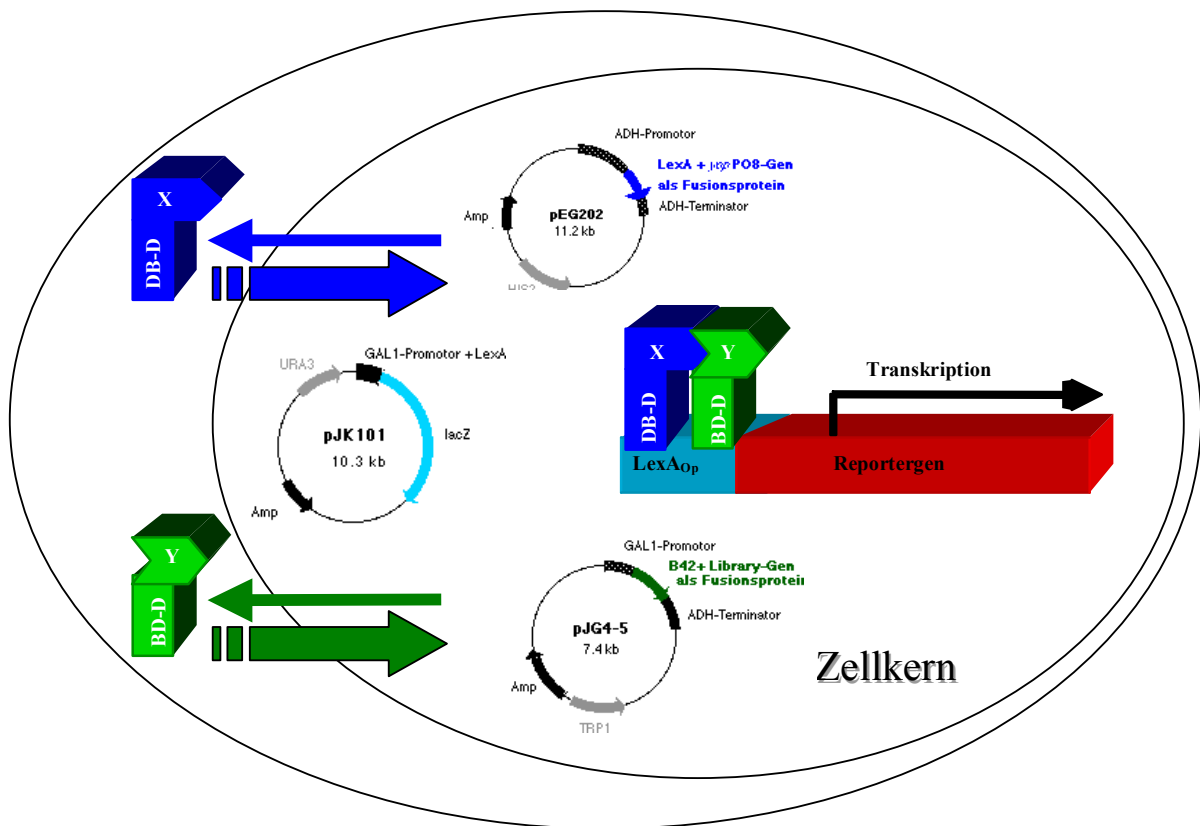 ADH-Promotor
LexA + PO8-Gen
als Fusionsprotein
ADH-Terminator
Amp
pEG202
11.2 kb
X
DB-D
GAL1-Promotor +LexA
URA3
lacZ
pJK101
10.3 kb
Amp
X
Y
DB-D
BD-D
Transkription
LexAOp
Reportergen
Y
BD-D
GAL1-Promotor
B42+ Library-Gen
als Fusionsprotein
ADH-Terminator
pJG4-5
7.4 kb
Amp
TRP1
Zellkern